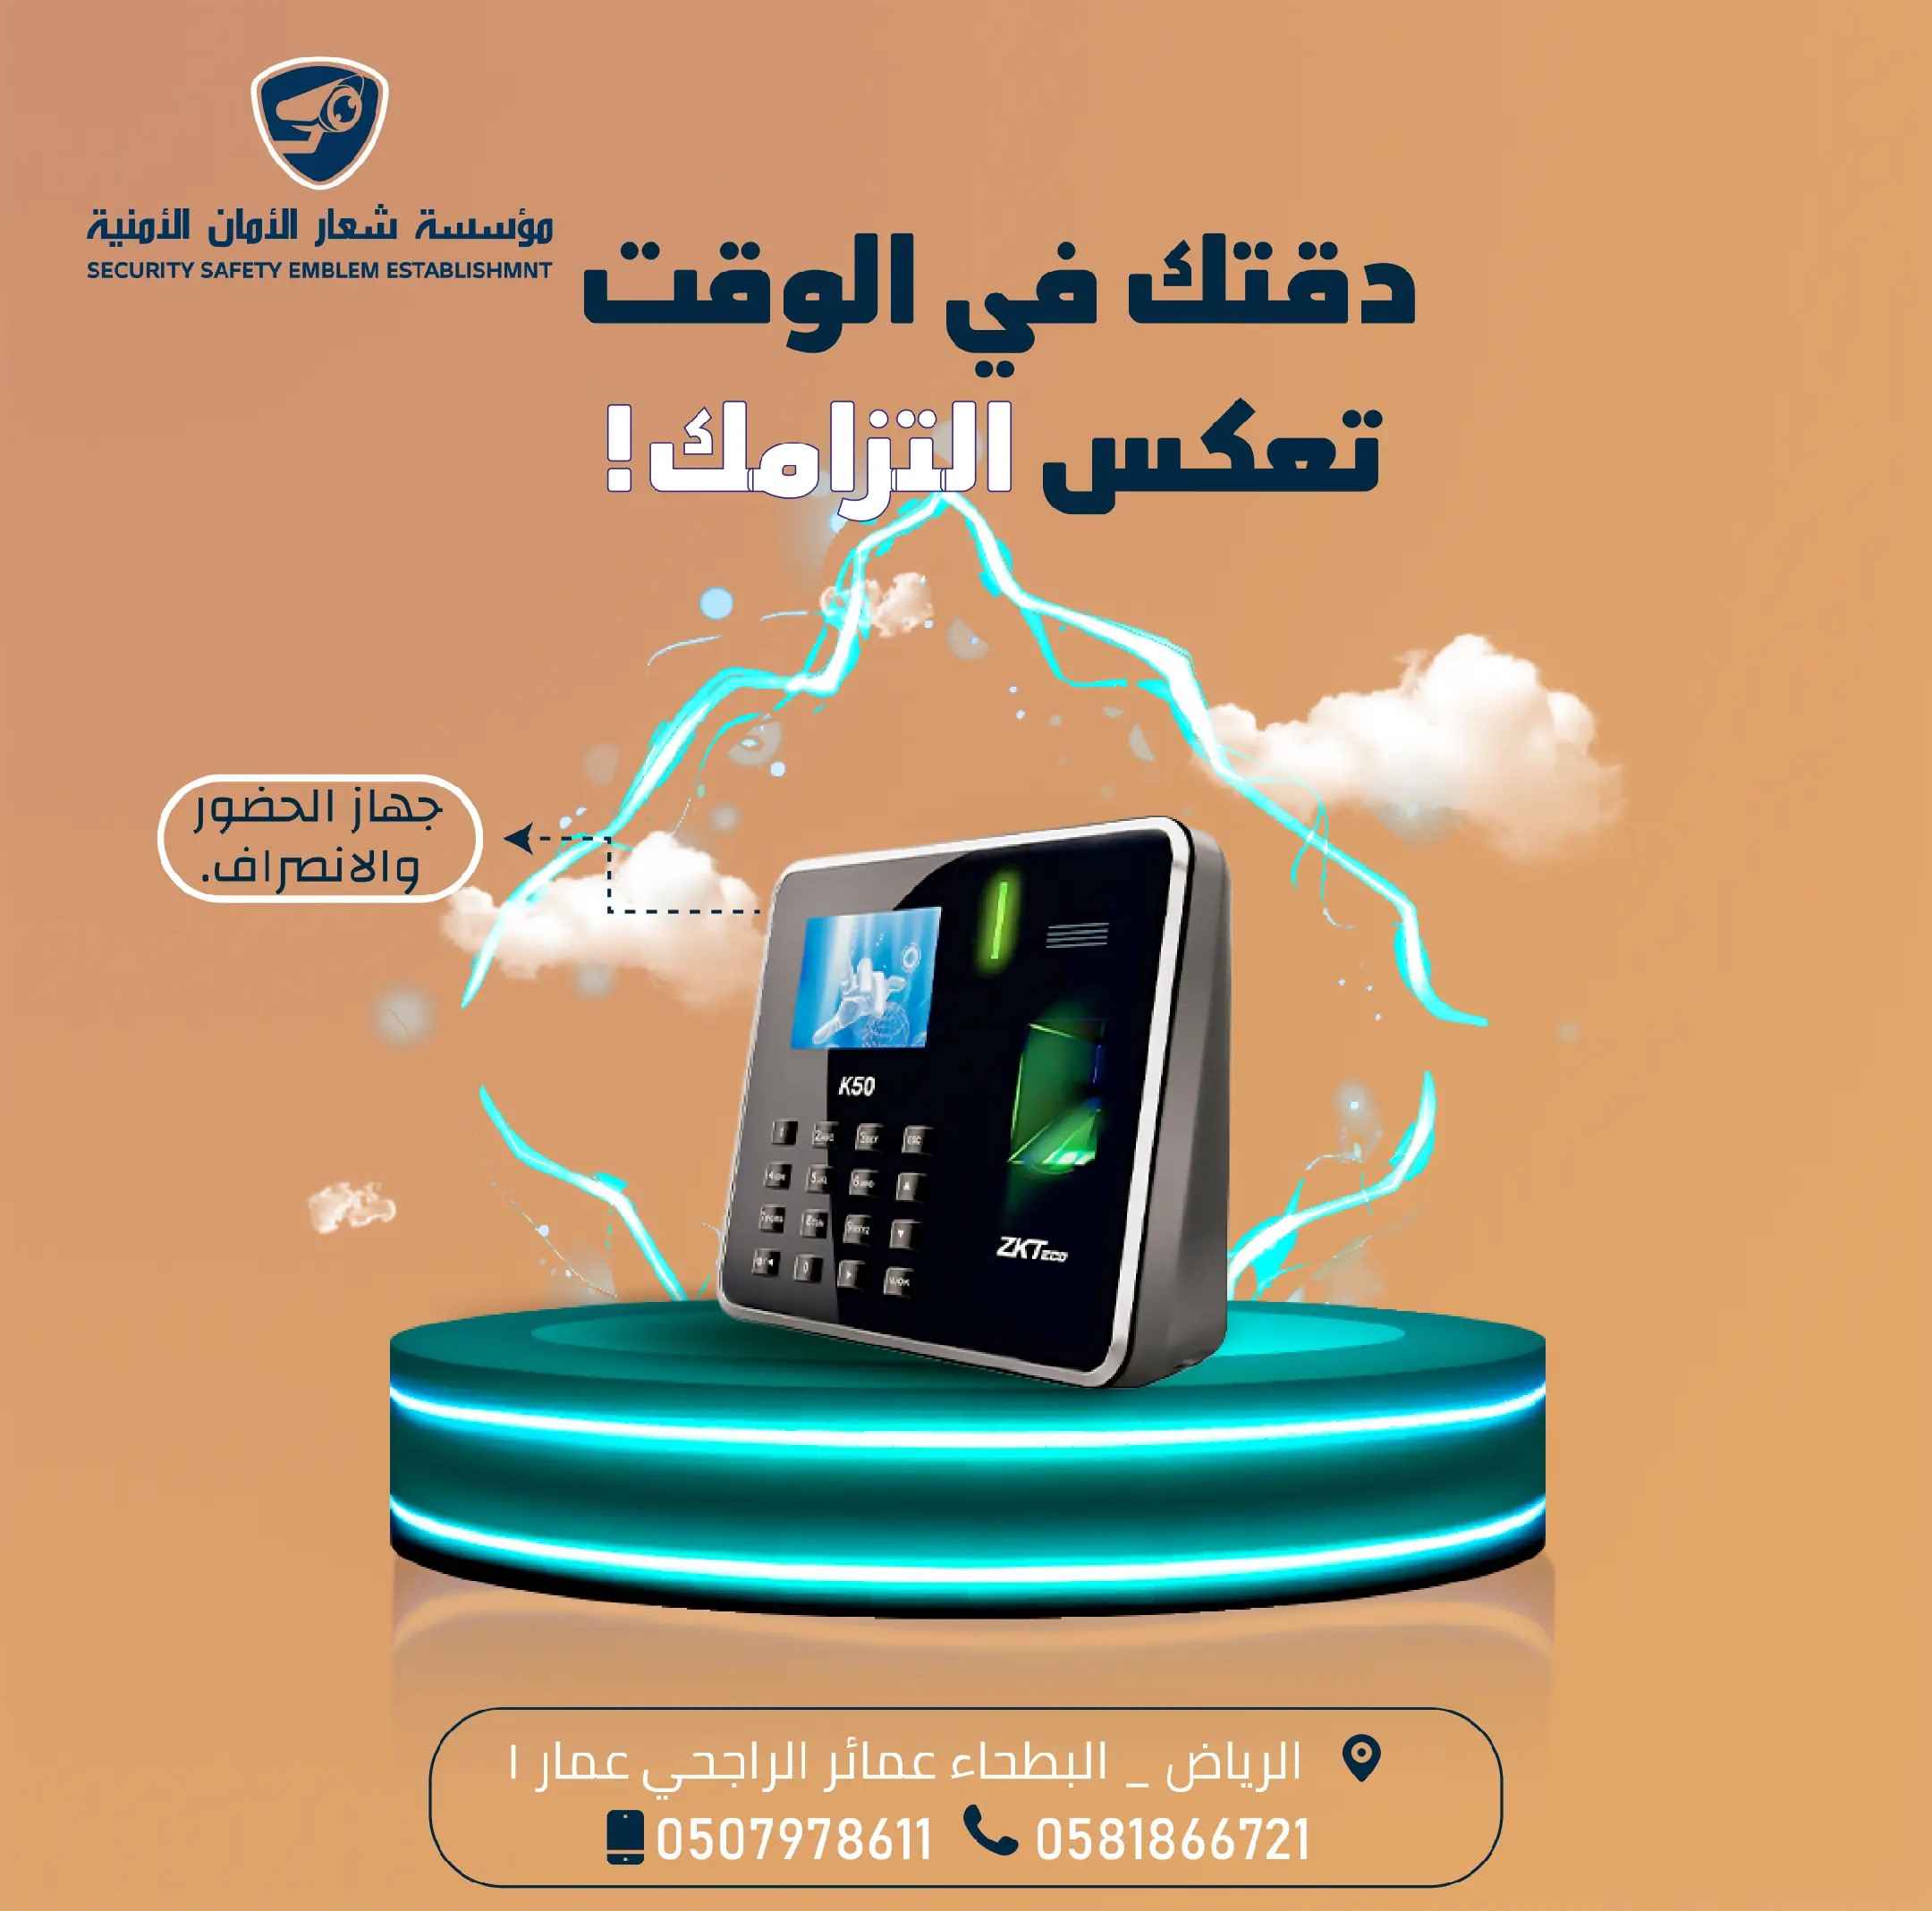 مؤسسة شعار الأمان الأمنية
SECURITY SAFETY EMBLEM ESTABLISHMNT
دقتك في الوقت
تعكس التزامك!
جهاز الحضور
والانصراف.
K50
ZKTeco
الرياض _ البطحاء عمائر الراجحي عمار ١
0507978611 0581866721